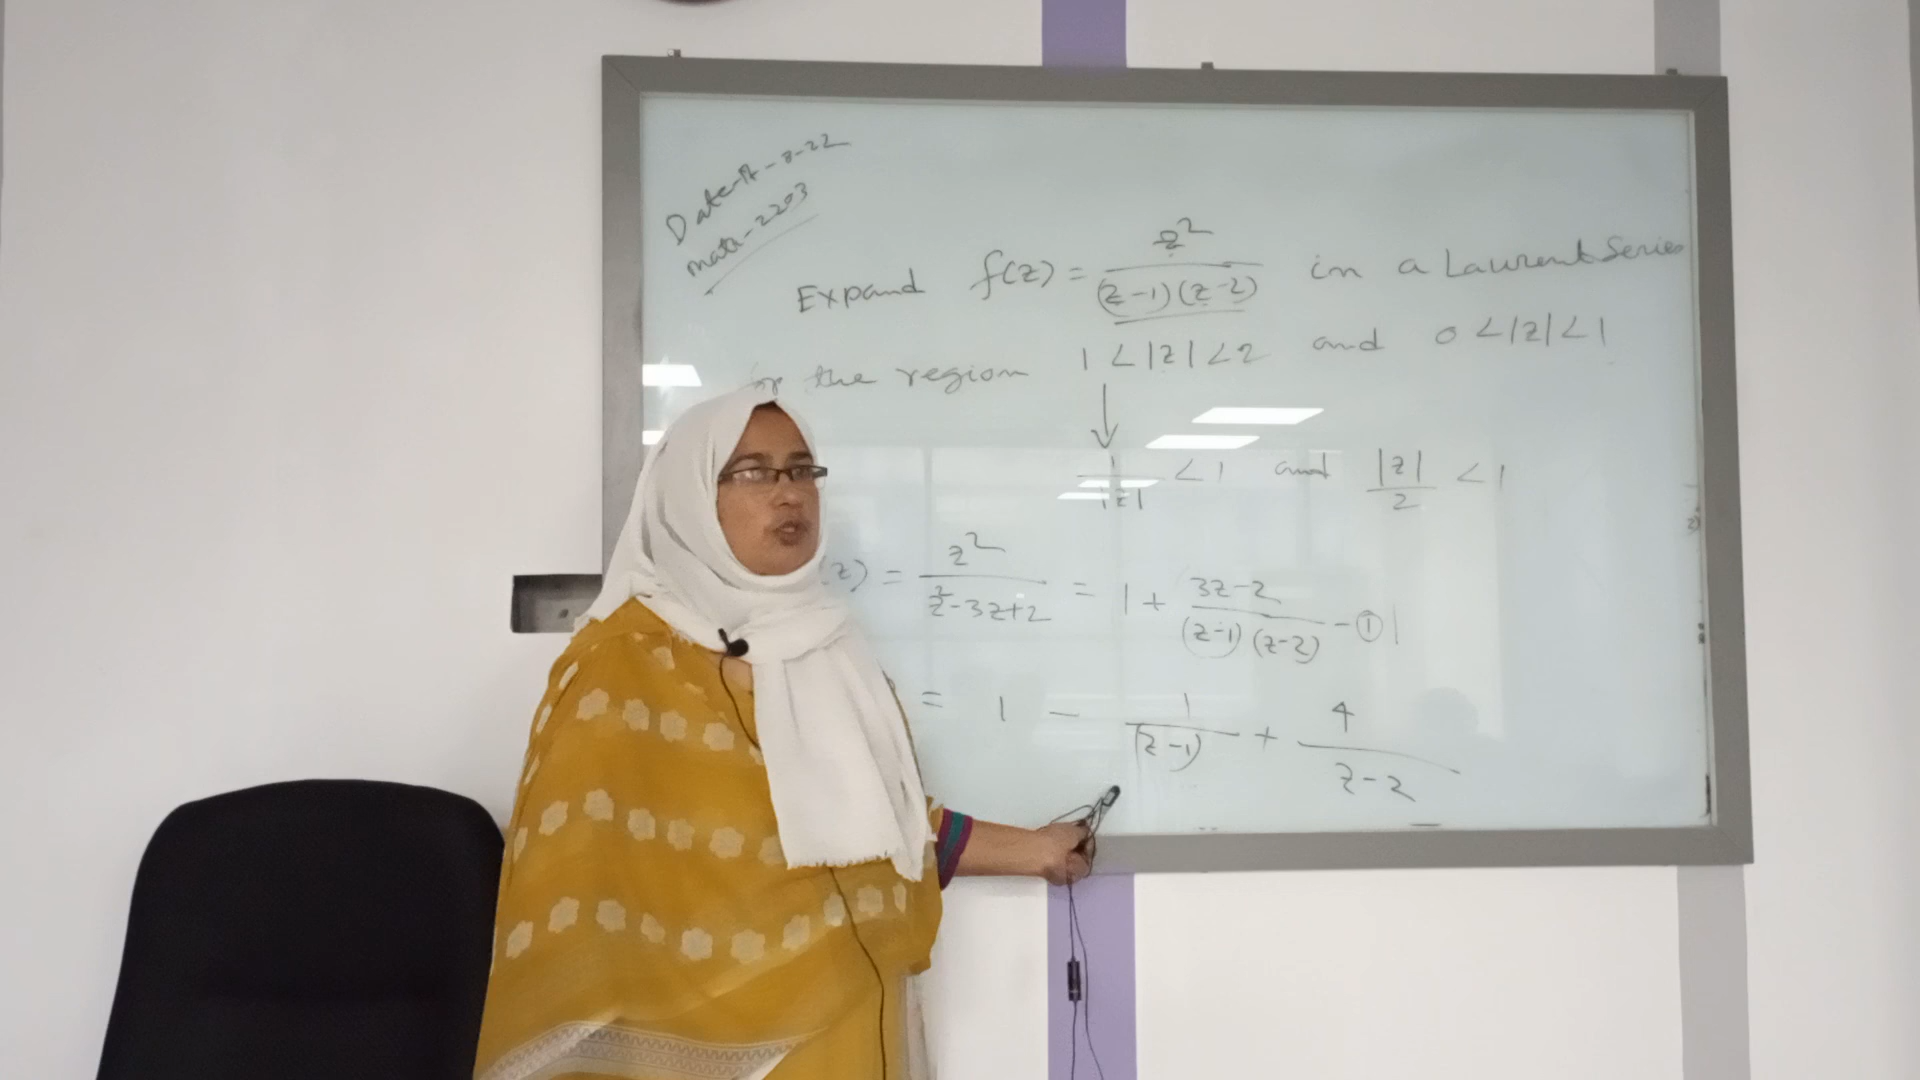 Date-17-8-22
math-2203
Expand f(z) = z²/((z-1)(z-2)) in a Laurent Series
for the region 1 < |z| < 2 and 0 < |z| < 1
↓
1/|z| < 1 and |z|/2 < 1
(z) = z²/(z²-3z+2) = 1 + (3z-2)/((z-1)(z-2)) - ①
= 1 - 1/(z-1) + 4/(z-2)